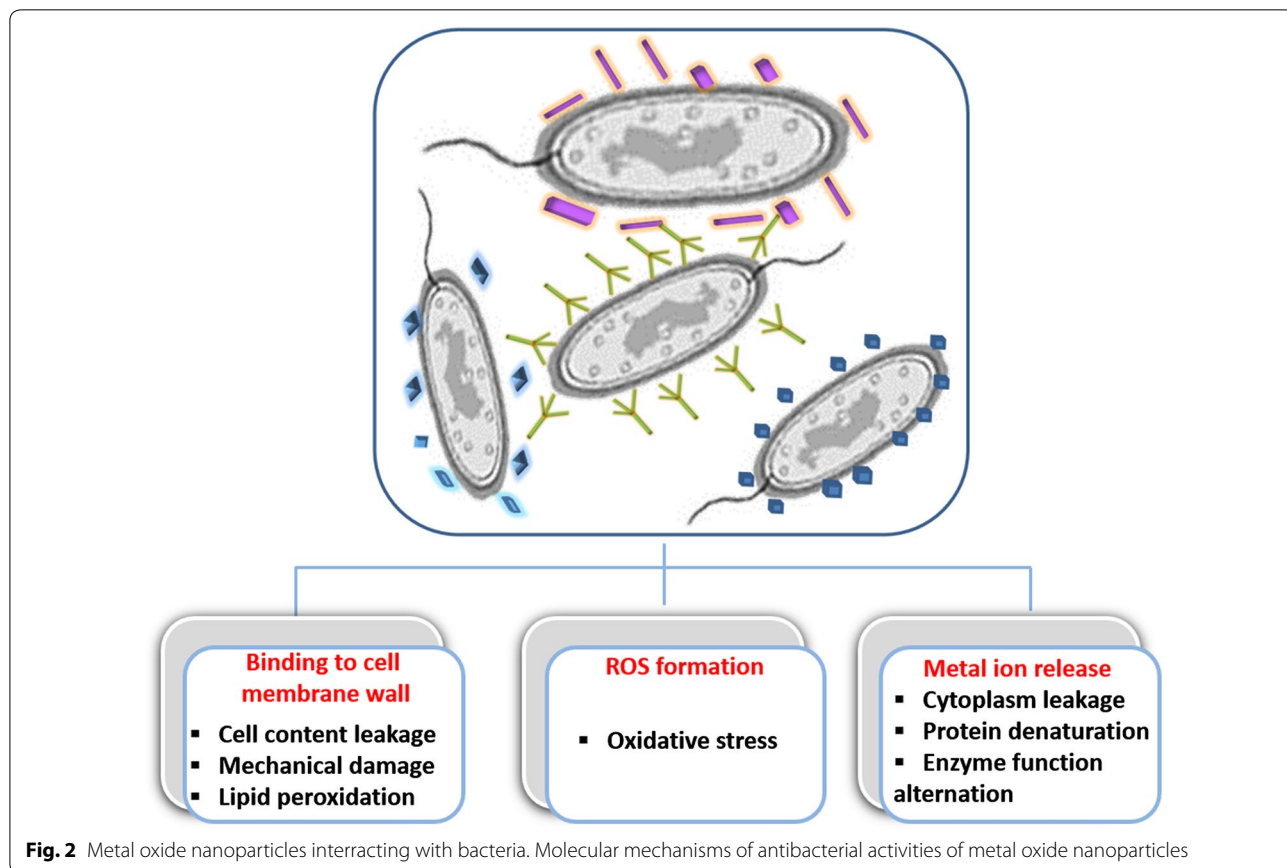 Binding to cell
membrane wall
▪ Cell content leakage
▪ Mechanical damage
▪ Lipid peroxidation
ROS formation
▪ Oxidative stress
Metal ion release
▪ Cytoplasm leakage
▪ Protein denaturation
▪ Enzyme function
alternation
Fig. 2 Metal oxide nanoparticles interracting with bacteria. Molecular mechanisms of antibacterial activities of metal oxide nanoparticles